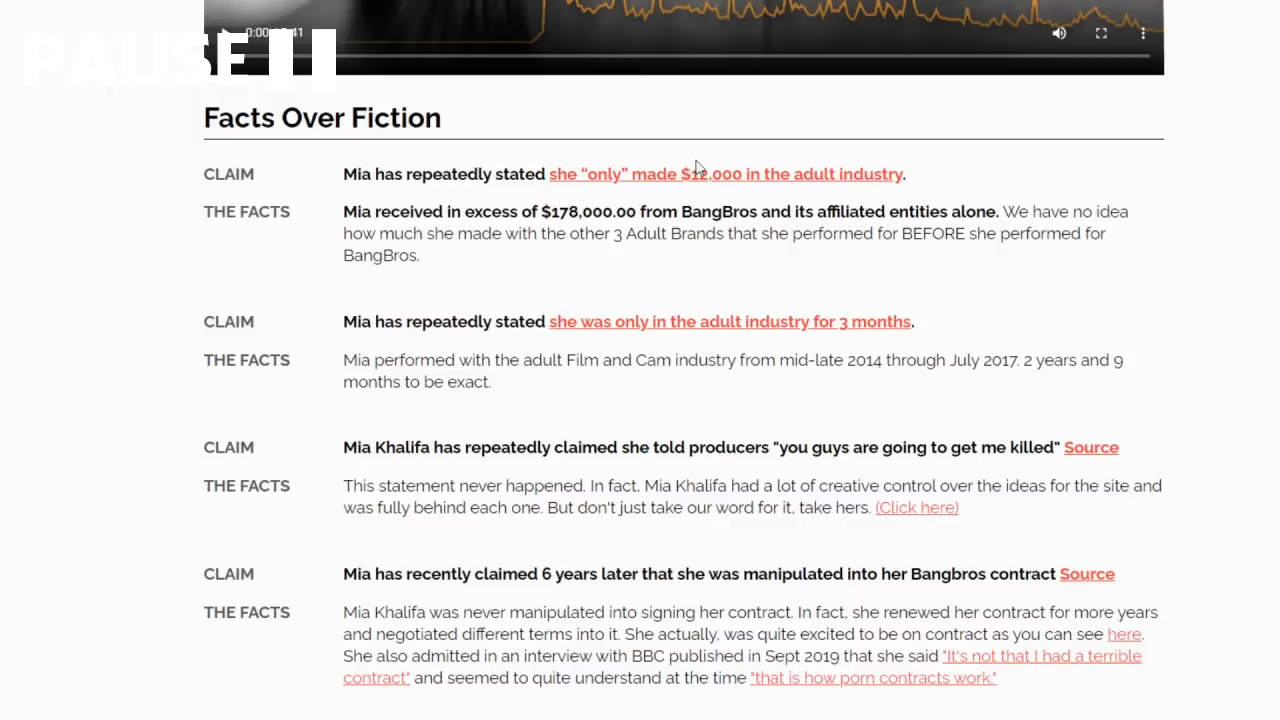 PAUSE
Facts Over Fiction
CLAIM
Mia has repeatedly stated she “only” made $12,000 in the adult industry.
THE FACTS
Mia received in excess of $178,000.00 from BangBros and its affiliated entities alone. We have no idea
how much she made with the other 3 Adult Brands that she performed for BEFORE she performed for
BangBros.
CLAIM
Mia has repeatedly stated she was only in the adult industry for 3 months.
THE FACTS
Mia performed with the adult Film and Cam industry from mid-late 2014 through July 2017. 2 years and 9
months to be exact.
CLAIM
Mia Khalifa has repeatedly claimed she told producers "you guys are going to get me killed" Source
THE FACTS
This statement never happened. In fact, Mia Khalifa had a lot of creative control over the ideas for the site and
was fully behind each one. But don't just take our word for it, take hers. (Click here)
CLAIM
Mia has recently claimed 6 years later that she was manipulated into her Bangbros contract Source
THE FACTS
Mia Khalifa was never manipulated into signing her contract. In fact, she renewed her contract for more years
and negotiated different terms into it. She actually, was quite excited to be on contract as you can see here.
She also admitted in an interview with BBC published in Sept 2019 that she said "It's not that I had a terrible
contract" and seemed to quite understand at the time "that is how porn contracts work."